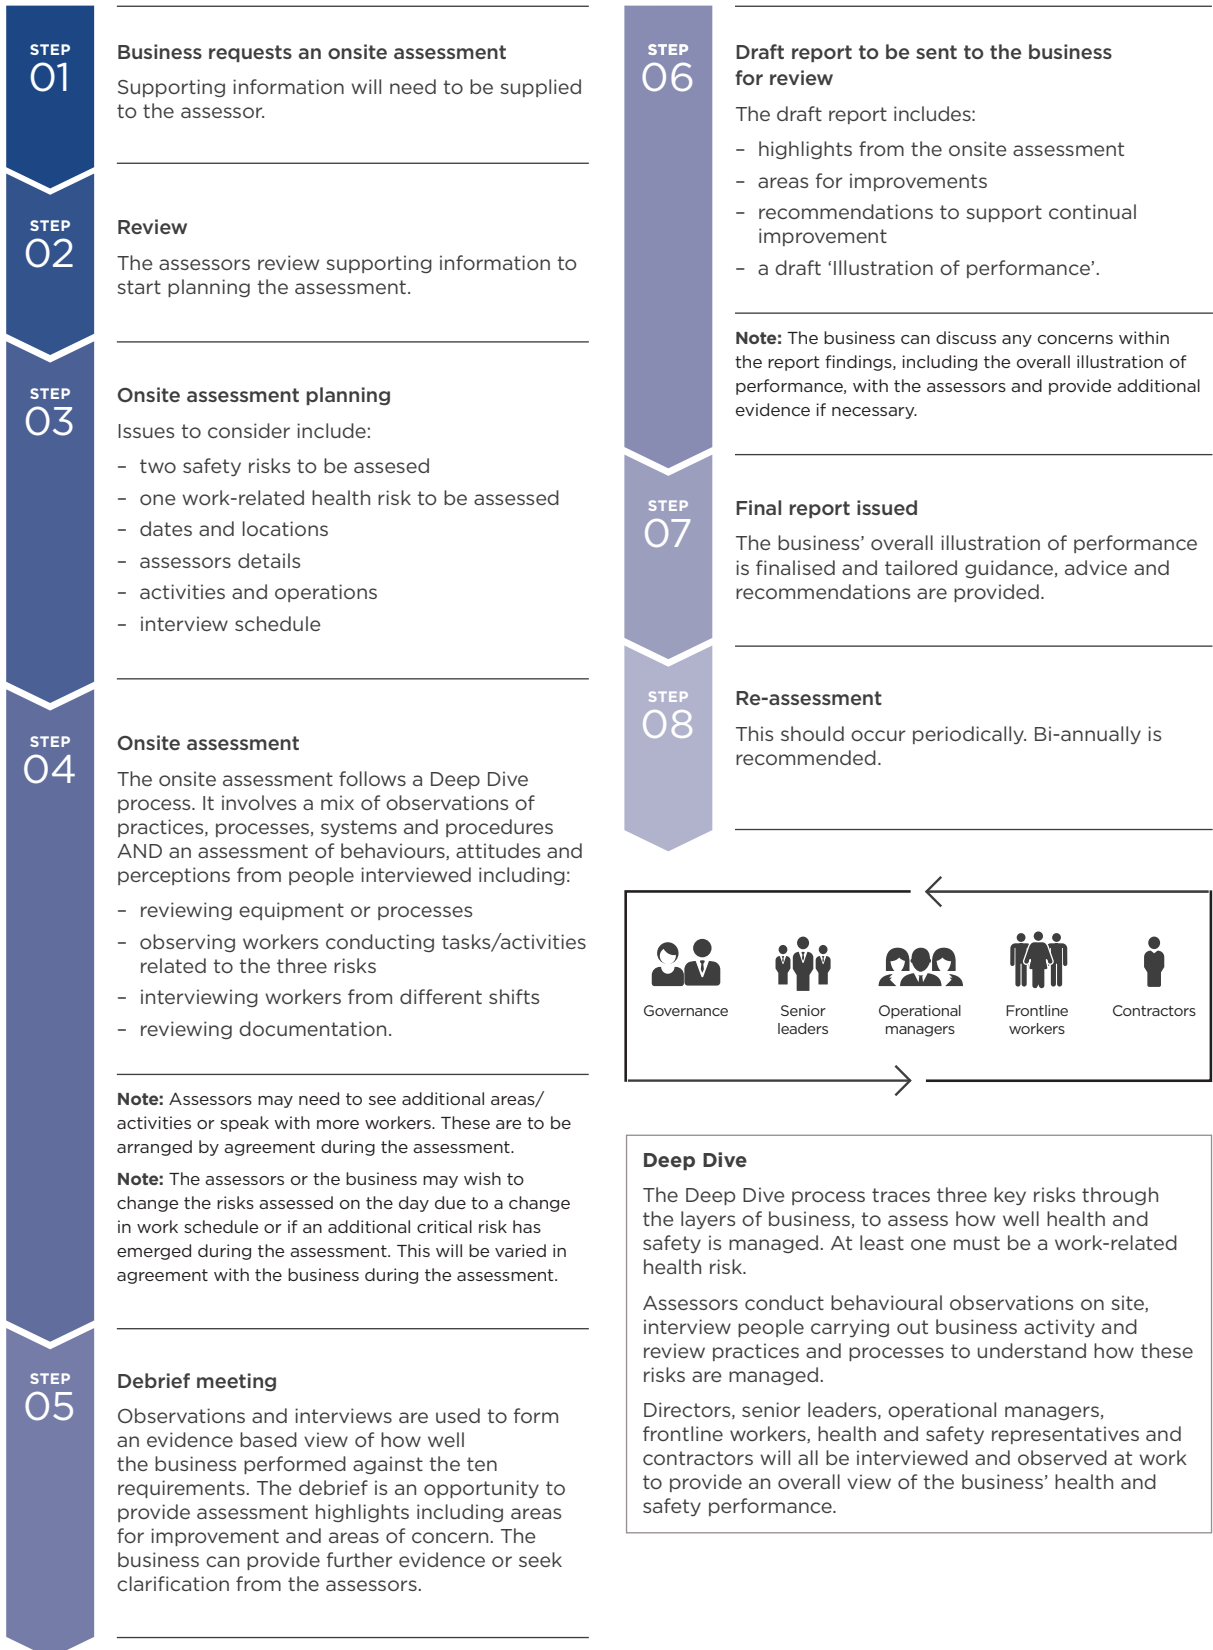 STEP
01
Business requests an onsite assessment
Supporting information will need to be supplied
to the assessor.
STEP
02
Review
The assessors review supporting information to
start planning the assessment.
STEP
03
Onsite assessment planning
Issues to consider include:
– two safety risks to be assesed
– one work-related health risk to be assessed
– dates and locations
– assessors details
– activities and operations
– interview schedule
STEP
04
Onsite assessment
The onsite assessment follows a Deep Dive
process. It involves a mix of observations of
practices, processes, systems and procedures
AND an assessment of behaviours, attitudes and
perceptions from people interviewed including:
– reviewing equipment or processes
– observing workers conducting tasks/activities
related to the three risks
– interviewing workers from different shifts
– reviewing documentation.
Note: Assessors may need to see additional areas/
activities or speak with more workers. These are to be
arranged by agreement during the assessment.
Note: The assessors or the business may wish to
change the risks assessed on the day due to a change
in work schedule or if an additional critical risk has
emerged during the assessment. This will be varied in
agreement with the business during the assessment.
STEP
05
Debrief meeting
Observations and interviews are used to form
an evidence based view of how well
the business performed against the ten
requirements. The debrief is an opportunity to
provide assessment highlights including areas
for improvement and areas of concern. The
business can provide further evidence or seek
clarification from the assessors.
STEP
06
Draft report to be sent to the business
for review
The draft report includes:
– highlights from the onsite assessment
– areas for improvements
– recommendations to support continual
improvement
– a draft ‘Illustration of performance’.
Note: The business can discuss any concerns within
the report findings, including the overall illustration of
performance, with the assessors and provide additional
evidence if necessary.
STEP
07
Final report issued
The business’ overall illustration of performance
is finalised and tailored guidance, advice and
recommendations are provided.
STEP
08
Re-assessment
This should occur periodically. Bi-annually is
recommended.
Governance
Senior
leaders
Operational
managers
Frontline
workers
Contractors
Deep Dive
The Deep Dive process traces three key risks through
the layers of business, to assess how well health and
safety is managed. At least one must be a work-related
health risk.
Assessors conduct behavioural observations on site,
interview people carrying out business activity and
review practices and processes to understand how these
risks are managed.
Directors, senior leaders, operational managers,
frontline workers, health and safety representatives and
contractors will all be interviewed and observed at work
to provide an overall view of the business’ health and
safety performance.